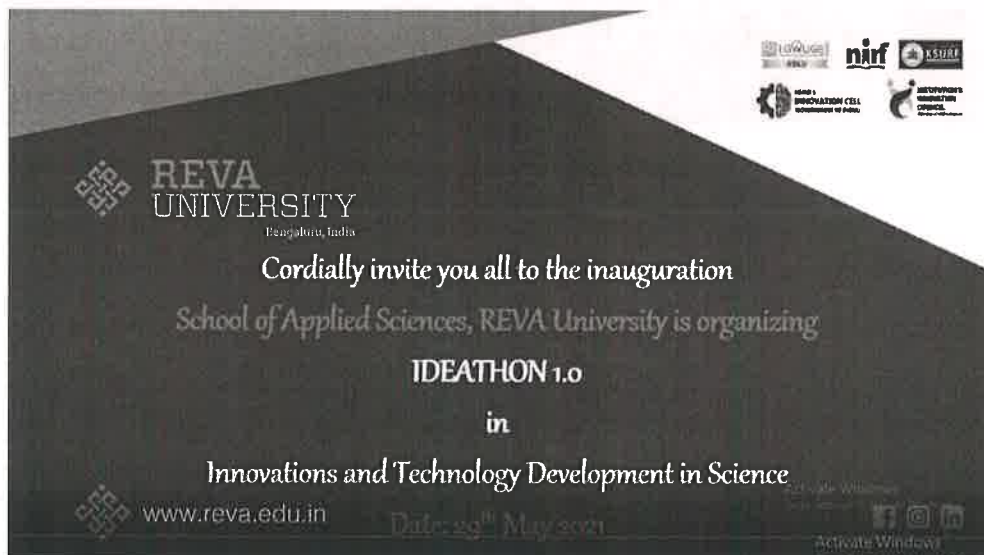 nirf
KSURF
INNOVATION CELL
REVA
UNIVERSITY
Bengaluru, India
Cordially invite you all to the inauguration
School of Applied Sciences, REVA University is organizing
IDEATHON 1.0
in
Innovations and Technology Development in Science
Activate Windows
www.reva.edu.in
Date: 29th May 2021
Activate Windows